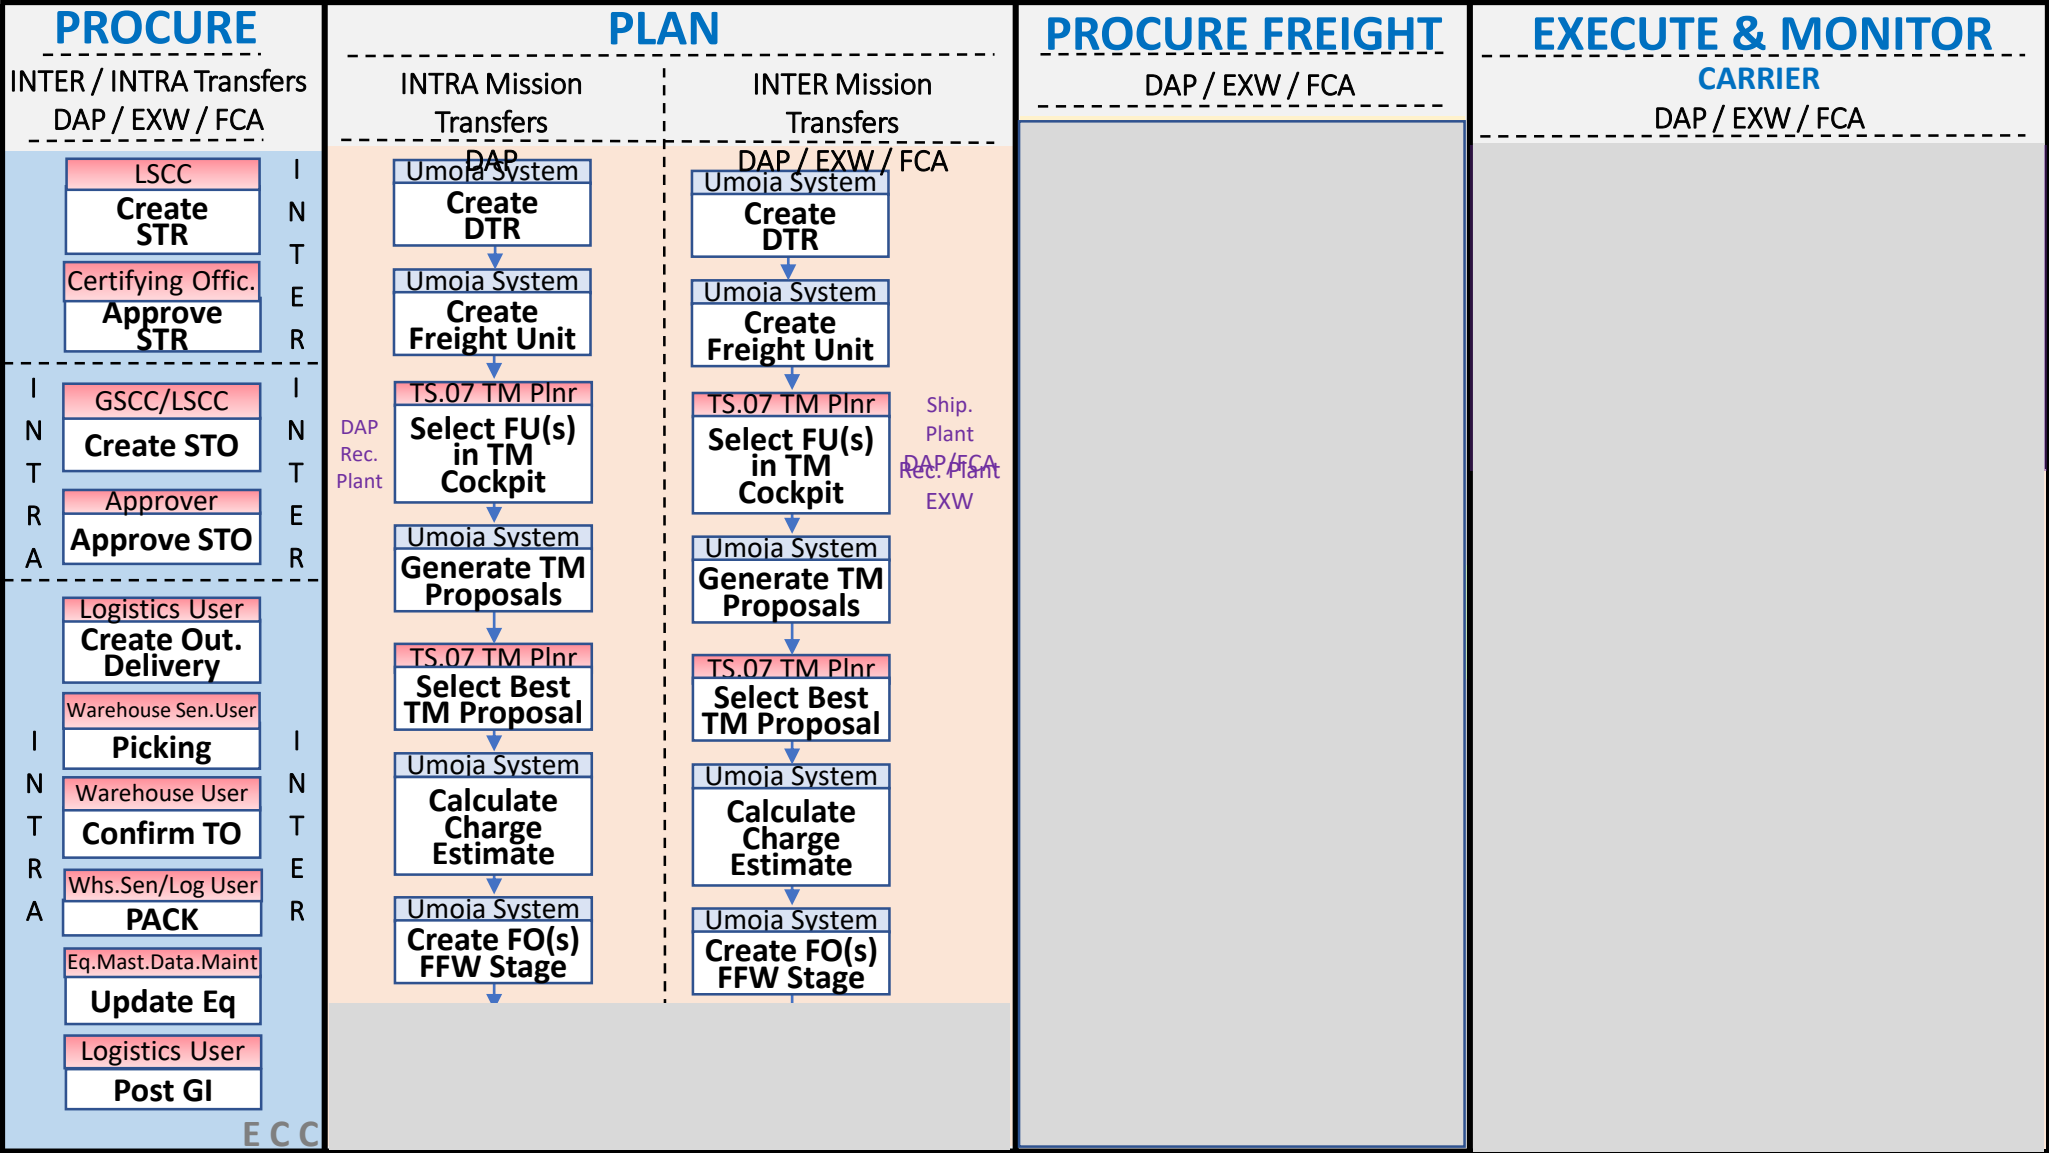 PROCURE
INTER / INTRA Transfers
DAP / EXW / FCA
LSCC
Create
STR
Certifying Offic.
Approve
STR
I
N
T
E
R
GSCC/LSCC
Create STO
Approver
Approve STO
I
N
T
R
A
I
N
T
E
R
Logistics User
Create Out.
Delivery
Warehouse Sen.User
Picking
Warehouse User
Confirm TO
Whs.Sen/Log User
PACK
Eq.Mast.Data.Maint
Update Eq
Logistics User
Post GI
I
N
T
R
A
I
N
T
E
R
E C C
PLAN
INTRA Mission
Transfers
DAP
Umoja System
Create
DTR
Umoja System
Create
Freight Unit
TS.07 TM Plnr
Select FU(s)
in TM
Cockpit
DAP
Rec.
Plant
Umoja System
Generate TM
Proposals
TS.07 TM Plnr
Select Best
TM Proposal
Umoja System
Calculate
Charge
Estimate
Umoja System
Create FO(s)
FFW Stage
INTER Mission
Transfers
DAP / EXW / FCA
Umoja System
Create
DTR
Umoja System
Create
Freight Unit
TS.07 TM Plnr
Select FU(s)
in TM
Cockpit
Ship.
Plant
DAP/FCA
Rec. Plant
EXW
Umoja System
Generate TM
Proposals
TS.07 TM Plnr
Select Best
TM Proposal
Umoja System
Calculate
Charge
Estimate
Umoja System
Create FO(s)
FFW Stage
PROCURE FREIGHT
DAP / EXW / FCA
EXECUTE & MONITOR
CARRIER
DAP / EXW / FCA